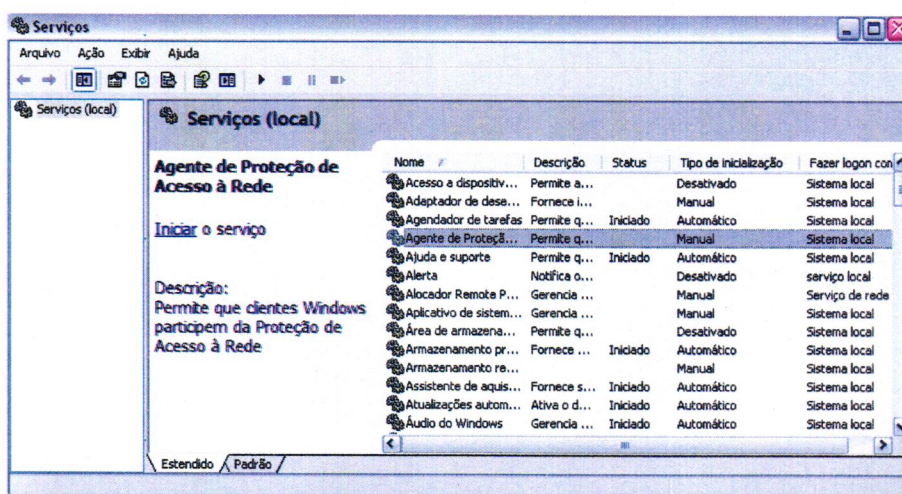 Serviços
Arquivo Ação Exibir Ajuda
Serviços (local)
Serviços (local)
Agente de Proteção de
Acesso à Rede
Iniciar o serviço
Descrição:
Permite que clientes Windows
participem da Proteção de
Acesso à Rede
Nome Descrição Status Tipo de inicialização Fazer logon con
Acesso a dispositiv... Permite a... Desativado Sistema local
Adaptador de dese... Fornece i... Manual Sistema local
Agendador de tarefas Permite q... Iniciado Automático Sistema local
Agente de Proteçã... Permite q... Manual Sistema local
Ajuda e suporte Permite q... Iniciado Automático Sistema local
Alerta Notifica o... Desativado serviço local
Alocador Remote P... Gerencia ... Manual Serviço de rede
Aplicativo de sistem... Gerencia ... Manual Sistema local
Área de armazena... Permite q... Desativado Sistema local
Armazenamento pr... Fornece ... Iniciado Automático Sistema local
Armazenamento re... Manual Sistema local
Assistente de aquis... Fornece s... Iniciado Automático Sistema local
Atualizações autom... Ativa o d... Iniciado Automático Sistema local
Áudio do Windows Gerencia ... Iniciado Automático Sistema local
Estendido Padrão